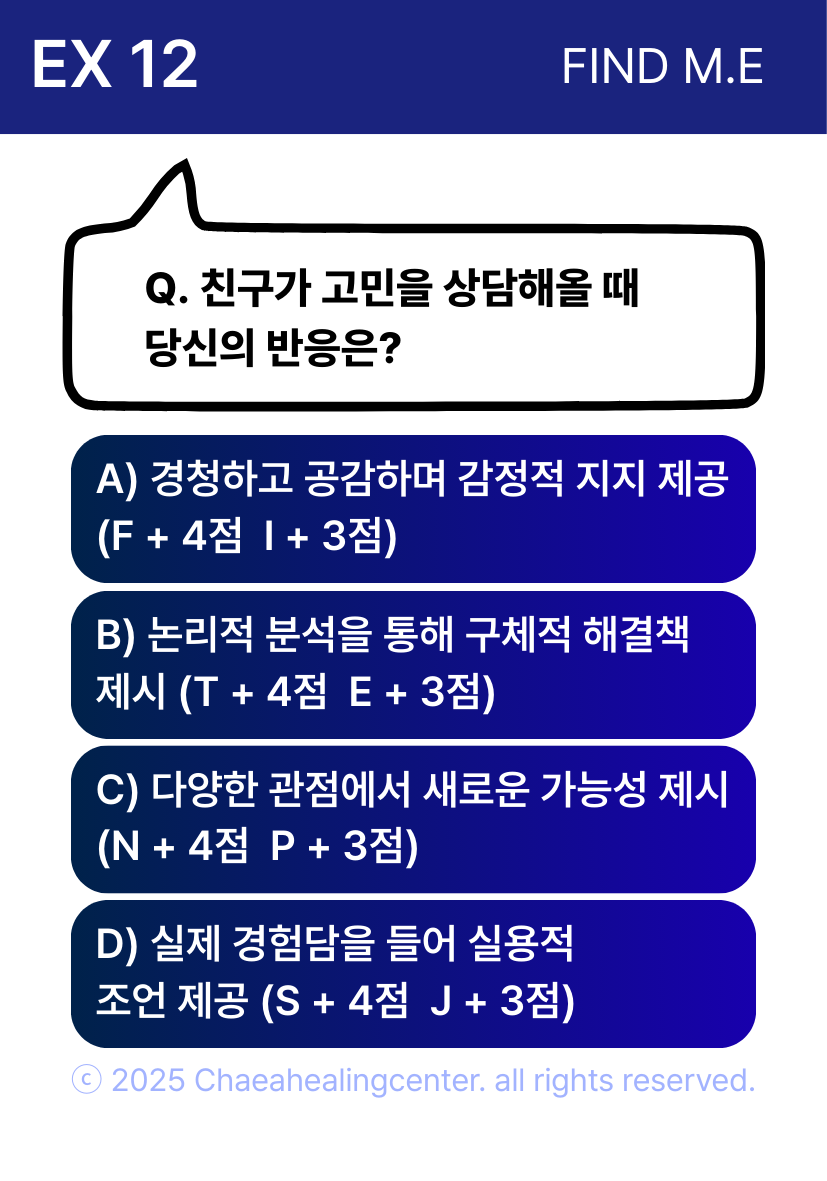 EX 12
FIND M.E
Q. 친구가 고민을 상담해올 때
당신의 반응은?
A) 경청하고 공감하며 감정적 지지 제공
(F + 4점  I + 3점)
B) 논리적 분석을 통해 구체적 해결책
제시 (T + 4점  E + 3점)
C) 다양한 관점에서 새로운 가능성 제시
(N + 4점  P + 3점)
D) 실제 경험담을 들어 실용적
조언 제공 (S + 4점  J + 3점)
ⓒ 2025 Chaeahealingcenter. all rights reserved.